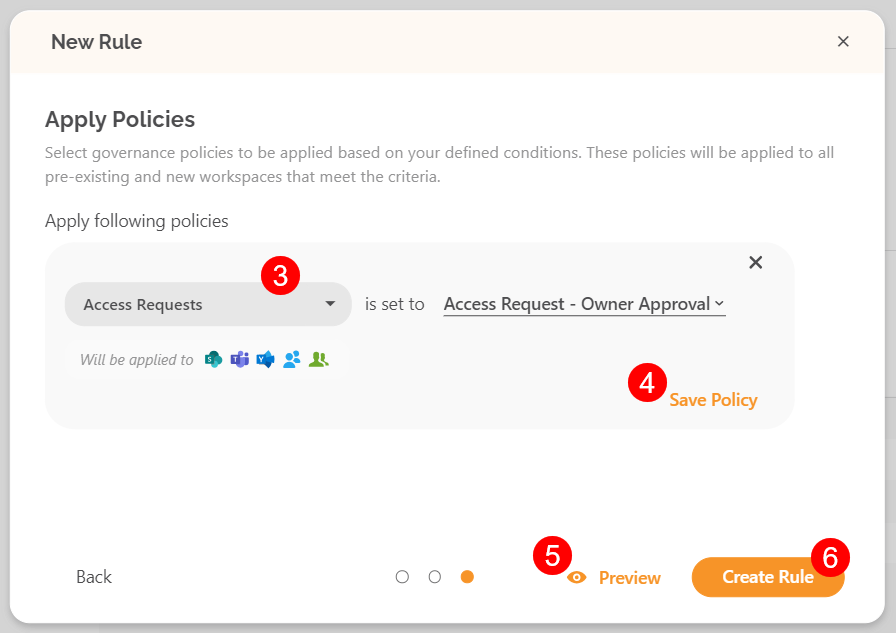 New Rule
Apply Policies
Select governance policies to be applied based on your defined conditions. These policies will be applied to all
pre-existing and new workspaces that meet the criteria.
Apply following policies
3
Access Requests is set to Access Request - Owner Approval
Will be applied to
4
Save Policy
5
6
Back Preview Create Rule